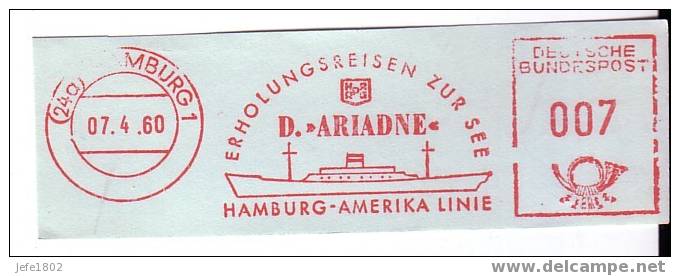 (24a) HAMBURG 1
07.4.60
ERHOLUNGSREISEN ZUR SEE
D. »ARIADNE«
HAMBURG-AMERIKA LINIE
DEUTSCHE
BUNDESPOST
007
jefe1802
www.delcampe.net